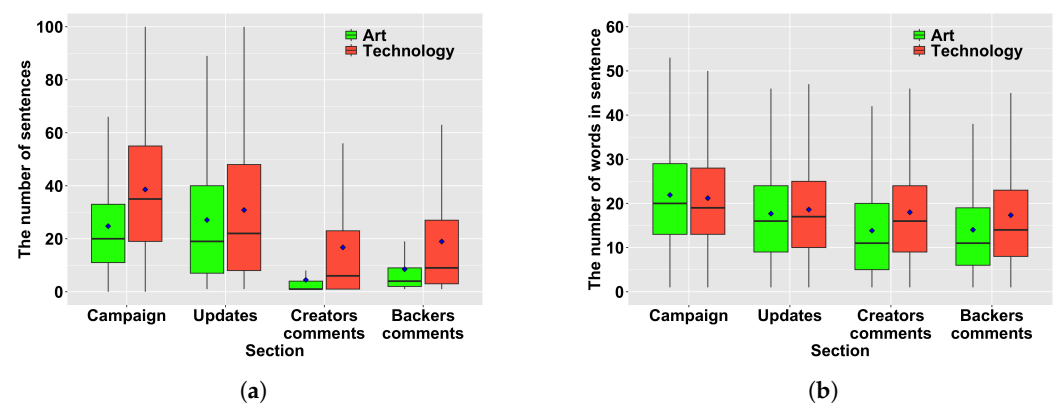 The number of sentences
100
80
60
40
20
0
Art
Technology
Campaign Updates Creators comments Backers comments
Section
(a)
The number of words in sentence
60
50
40
30
20
10
0
Art
Technology
Campaign Updates Creators comments Backers comments
Section
(b)